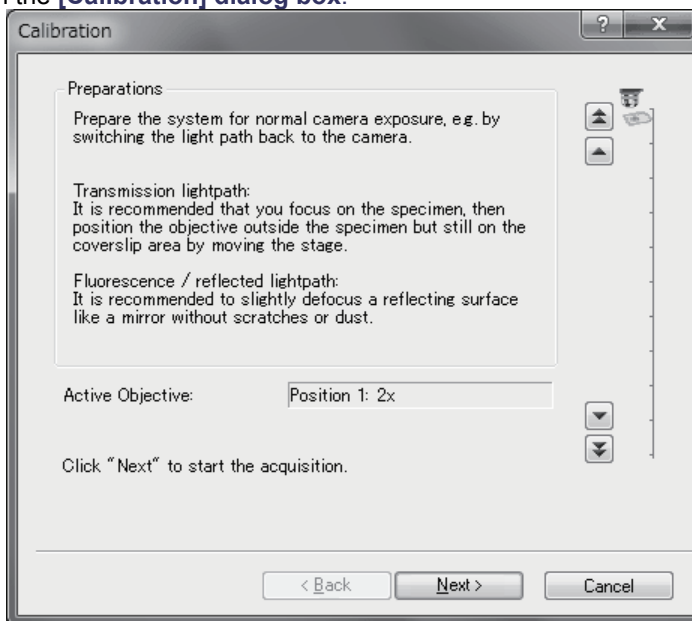 the [Calibration] dialog box.
Calibration
?
x
Preparations
Prepare the system for normal camera exposure, e.g. by
switching the light path back to the camera.
Transmission lightpath:
It is recommended that you focus on the specimen, then
position the objective outside the specimen but still on the
coverslip area by moving the stage.
Fluorescence / reflected lightpath:
It is recommended to slightly defocus a reflecting surface
like a mirror without scratches or dust.
Active Objective:
Position 1: 2x
Click "Next" to start the acquisition.
< Back
Next >
Cancel